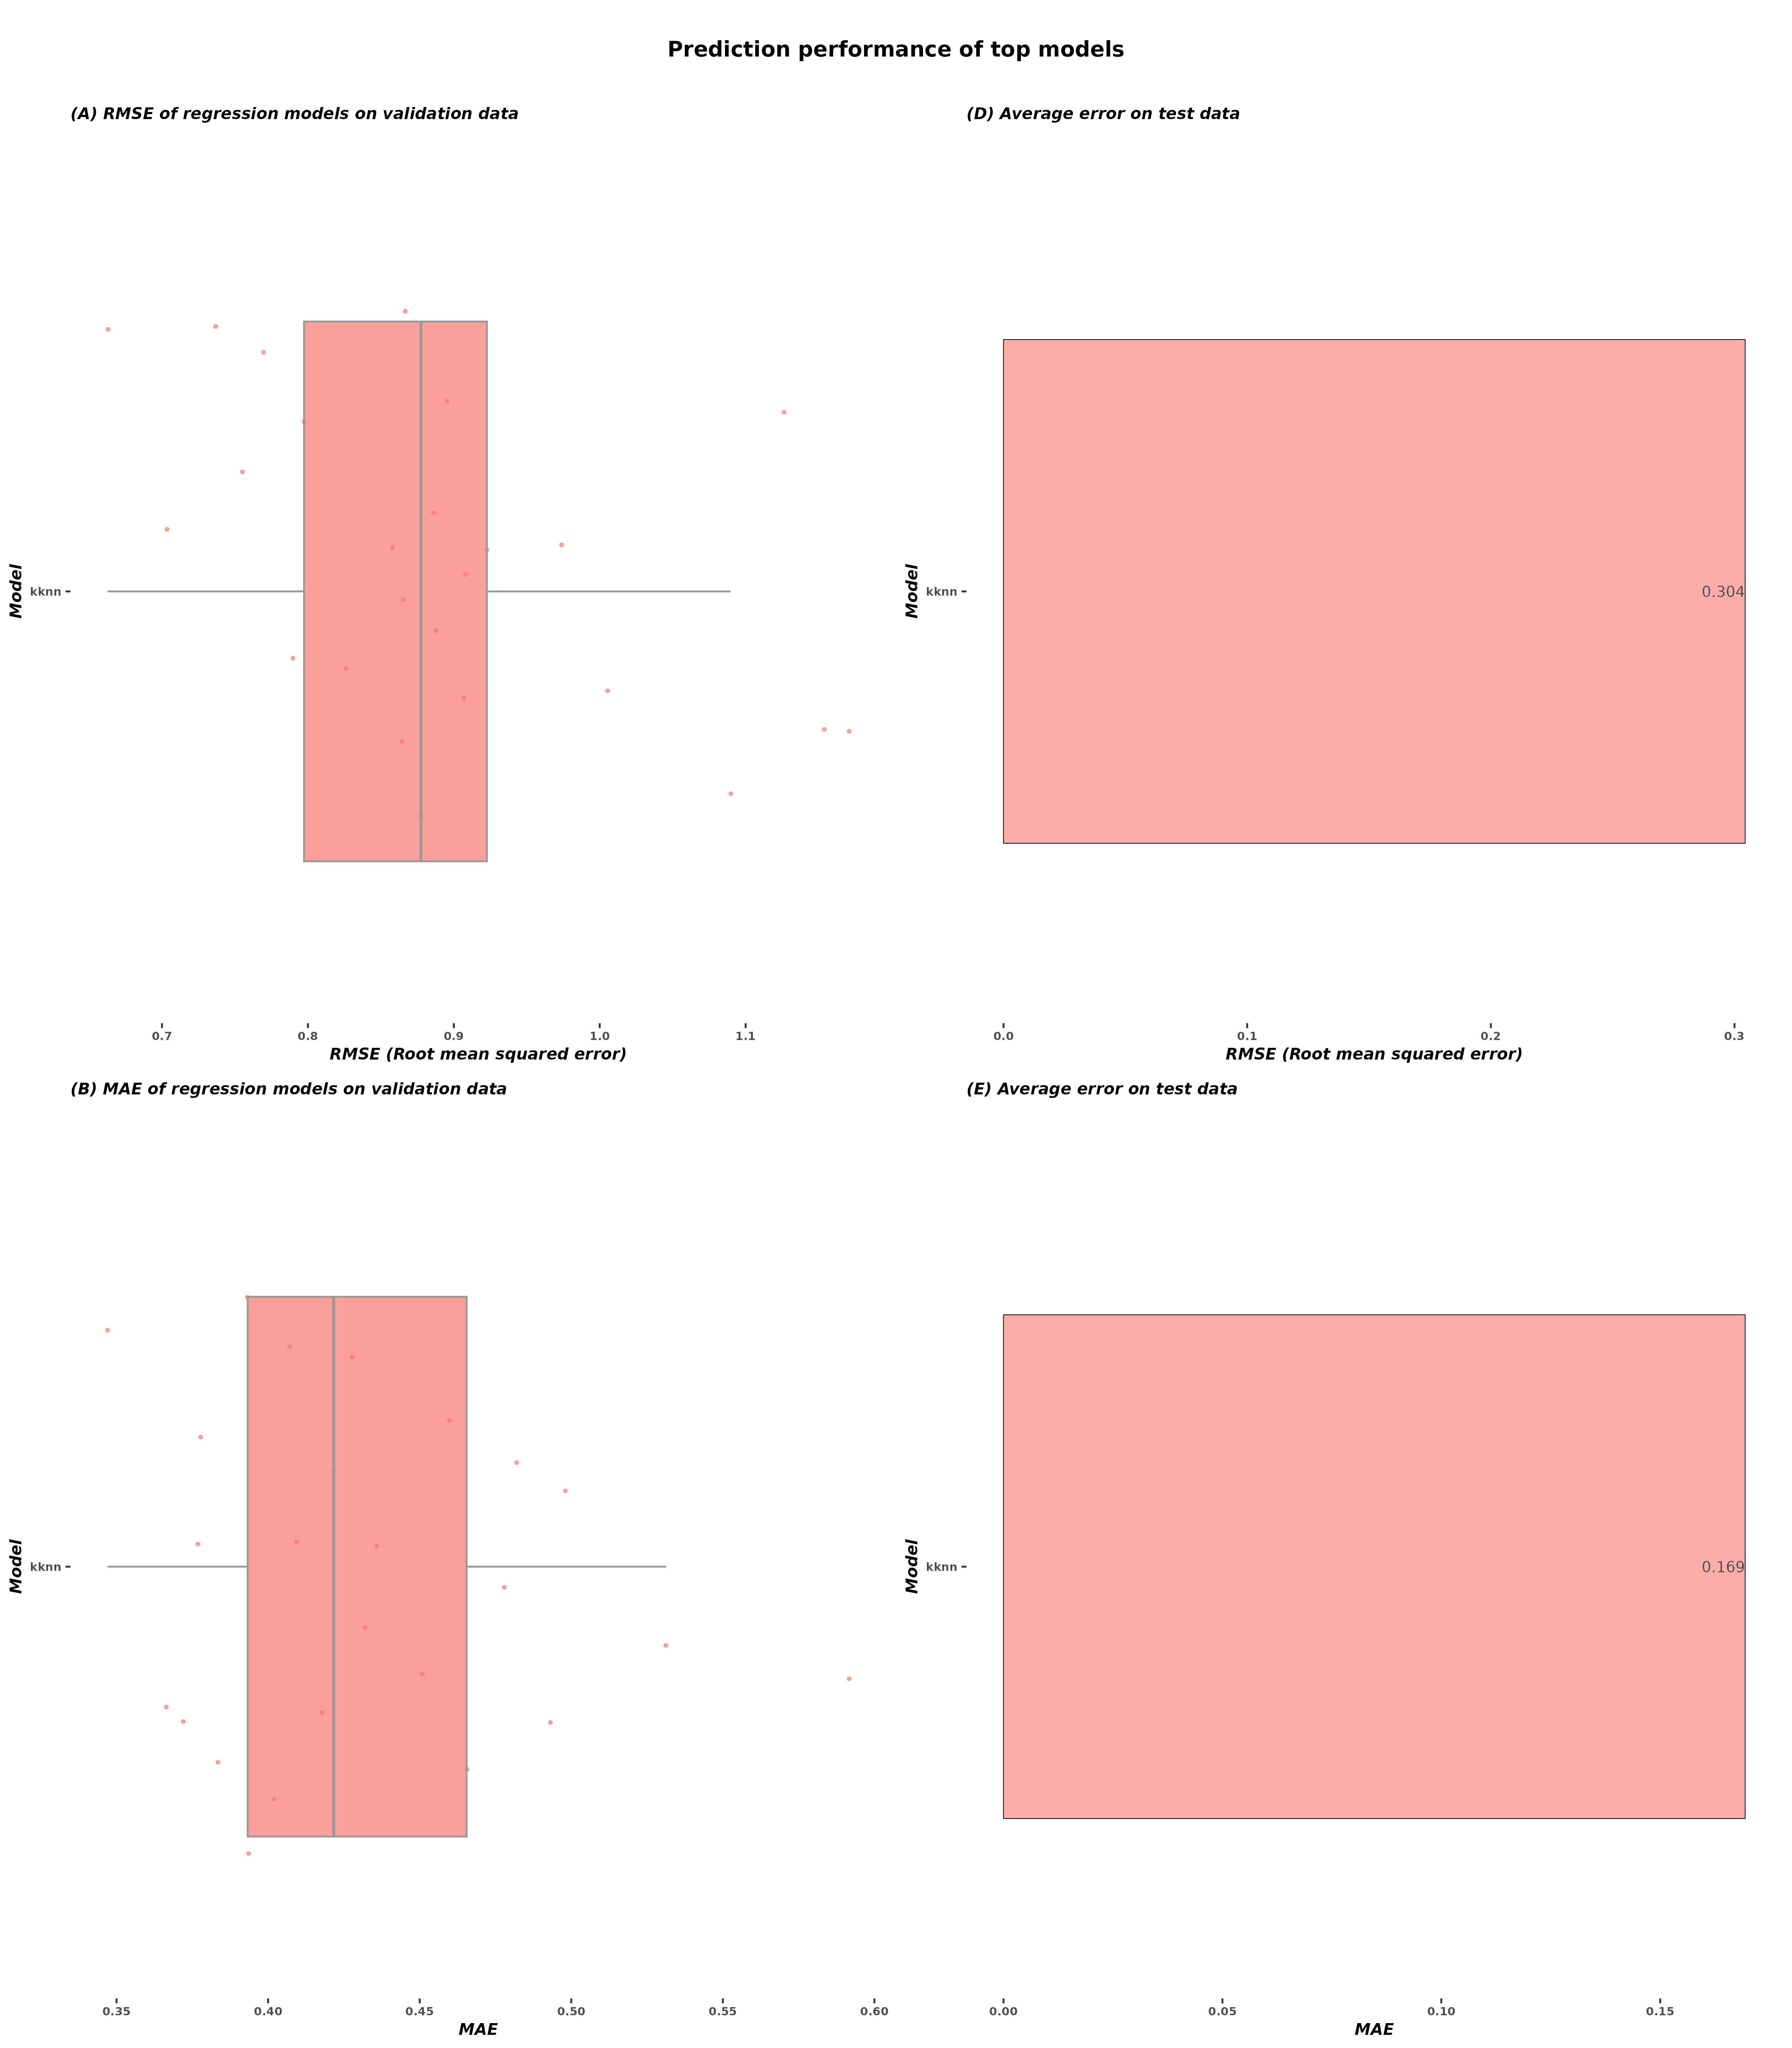 Prediction performance of top models
(A) RMSE of regression models on validation data
Model
kknn
0.7 0.8 0.9 1.0 1.1
RMSE (Root mean squared error)
(D) Average error on test data
Model
kknn
0.304
0.0 0.1 0.2 0.3
RMSE (Root mean squared error)
(B) MAE of regression models on validation data
Model
kknn
0.35 0.40 0.45 0.50 0.55 0.60
MAE
(E) Average error on test data
Model
kknn
0.169
0.00 0.05 0.10 0.15
MAE